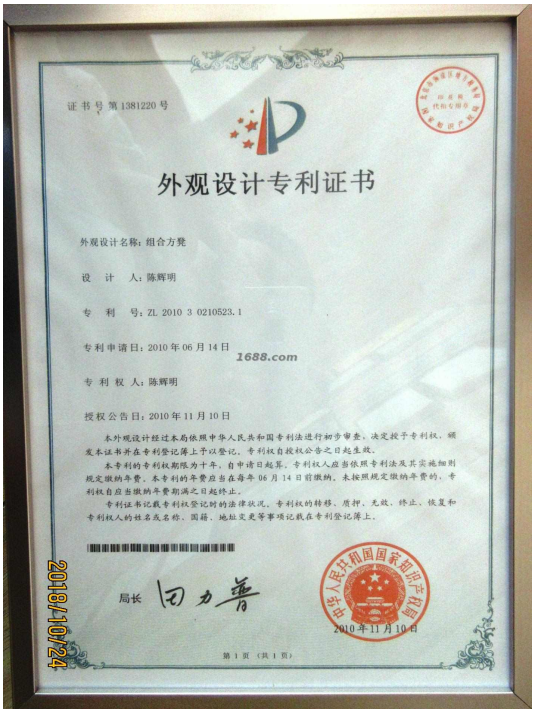 证书号第1381220号
外观设计专利证书
外观设计名称：组合方凳
设 计 人：陈辉明
专 利 号：ZL 2010 3 0210523.1
专利申请日：2010年06月14日
1688.com
专 利 权 人：陈辉明
授权公告日：2010年11月10日
本外观设计经过本局依照中华人民共和国专利法进行初步审查，决定授予专利权，颁
发本证书并在专利登记簿上予以登记。专利权自授权公告之日起生效。
本专利的专利权期限为十年，自申请日起算。专利权人应当依照专利法及其实施细则
规定缴纳年费。本专利的年费应当在每年06月14日前缴纳。未按照规定缴纳年费的，专
利权自应当缴纳年费期满之日起终止。
专利证书记载专利权登记时的法律状况。专利权的转移、质押、无效、终止、恢复和
专利权人的姓名或名称、国籍、地址变更等事项记载在专利登记簿上。
局长 田力普
中华人民共和国国家知识产权局
2010年11月10日
第1页（共1页）
2018/10/24